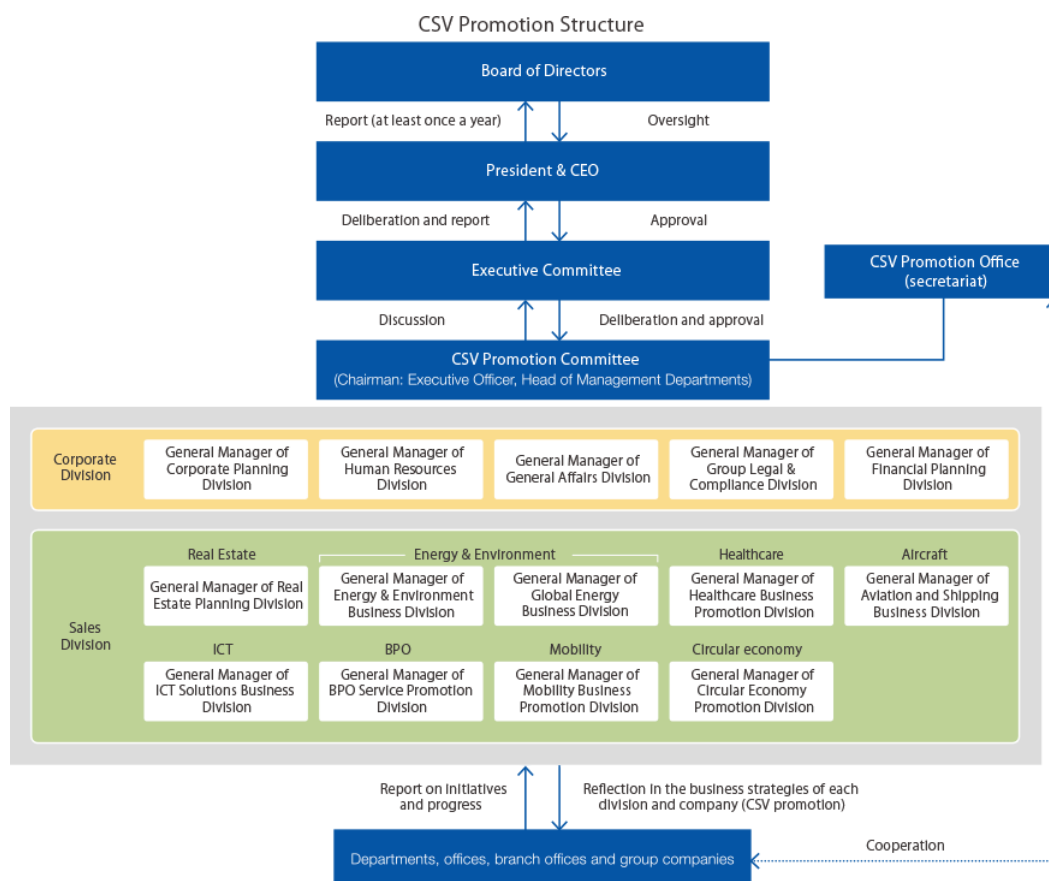 CSV Promotion Structure
Board of Directors
Report (at least once a year)
Oversight
President & CEO
Deliberation and report
Approval
Executive Committee
CSV Promotion Office
(secretariat)
Discussion
Deliberation and approval
CSV Promotion Committee
(Chairman: Executive Officer, Head of Management Departments)
Corporate
Division
General Manager of
Corporate Planning
Division
General Manager of
Human Resources
Division
General Manager of
General Affairs Division
General Manager of
Group Legal &
Compliance Division
General Manager of
Financial Planning
Division
Sales
Division
Real Estate
General Manager of Real
Estate Planning Division
Energy & Environment
General Manager of
Energy & Environment
Business Division
General Manager of
Global Energy
Business Division
Healthcare
General Manager of
Healthcare Business
Promotion Division
Aircraft
General Manager of
Aviation and Shipping
Business Division
ICT
General Manager of
ICT Solutions Business
Division
BPO
General Manager of
BPO Service Promotion
Division
Mobility
General Manager of
Mobility Business
Promotion Division
Circular economy
General Manager of
Circular Economy
Promotion Division
Report on initiatives
and progress
Reflection in the business strategies of each
division and company (CSV promotion)
Departments, offices, branch offices and group companies
Cooperation